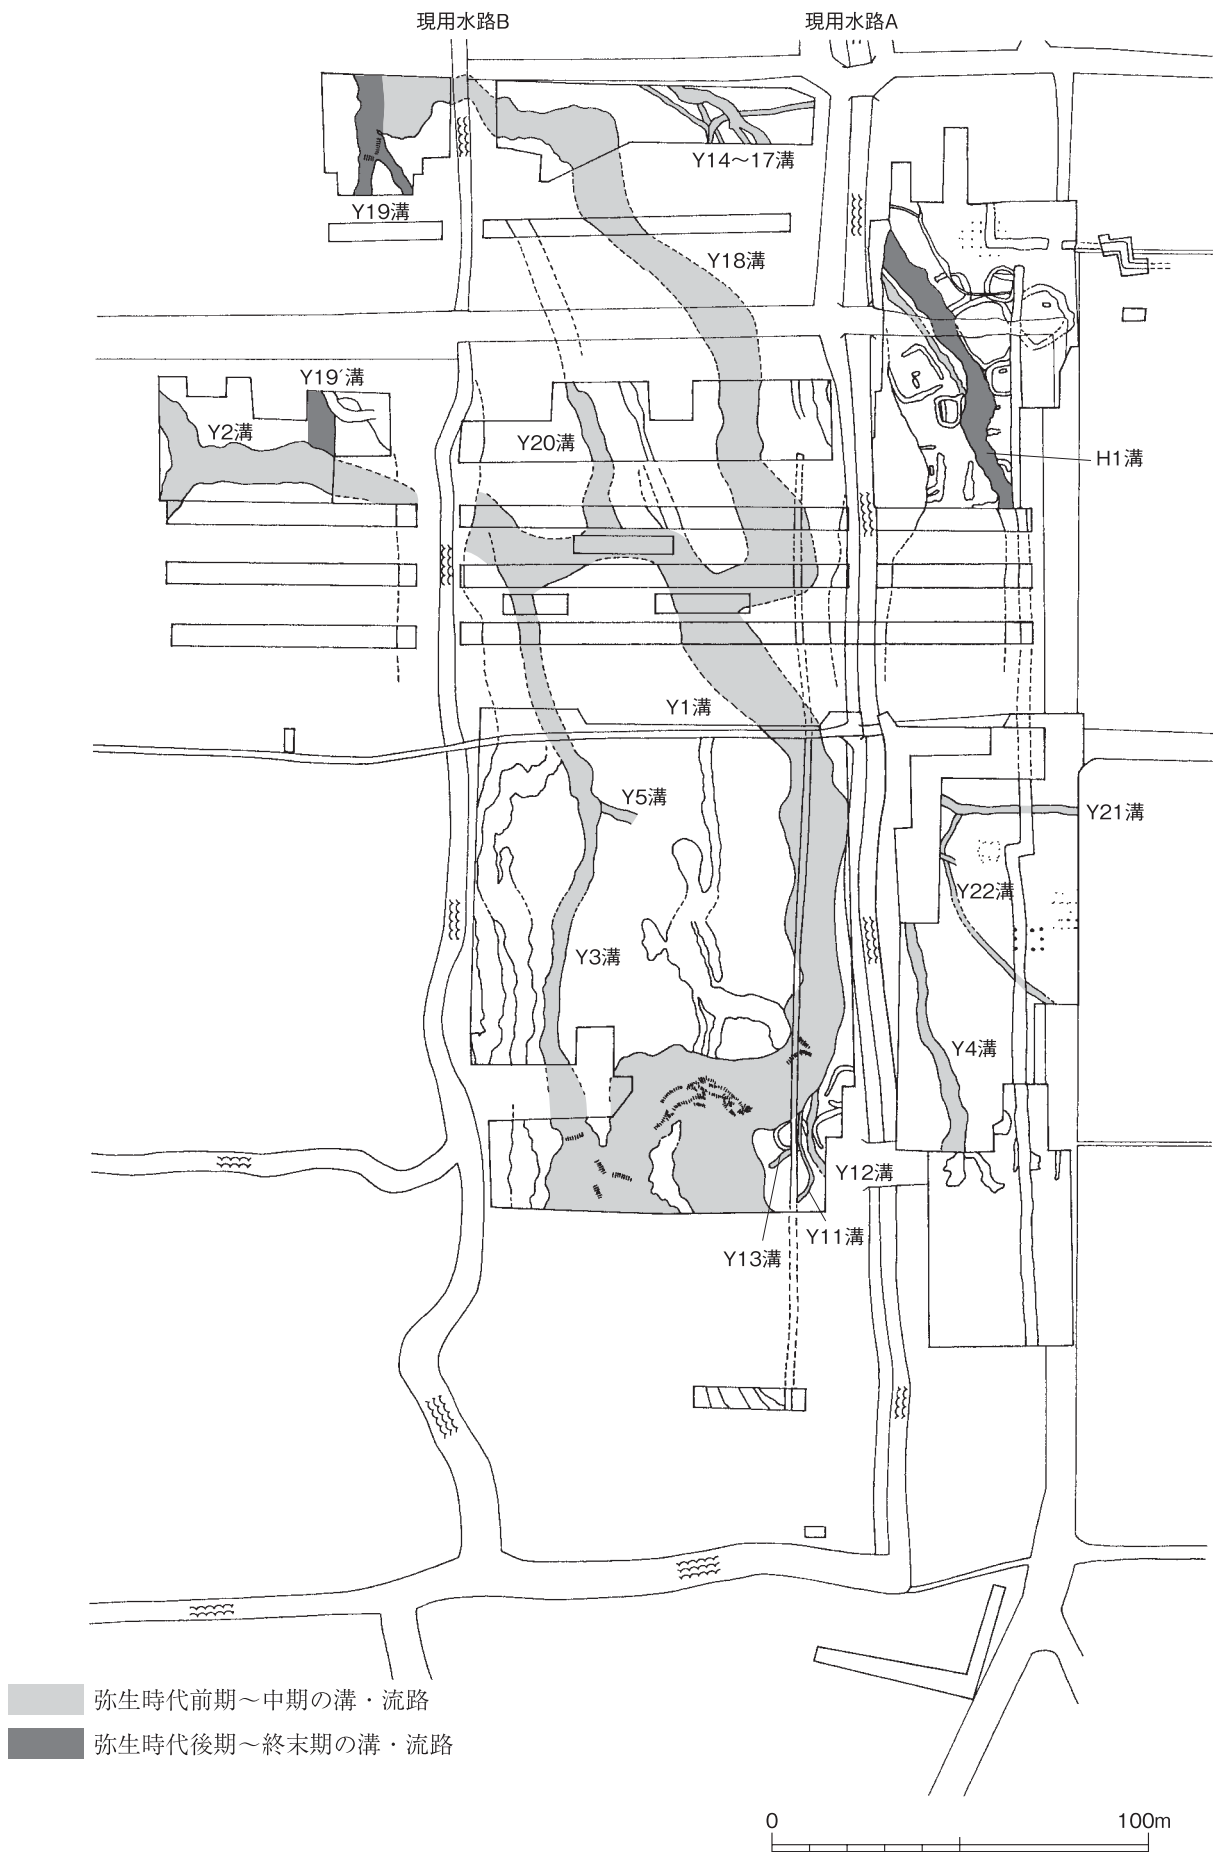 現用水路B
現用水路A
Y14～17溝
Y19溝
Y18溝
Y19´溝
Y2溝
Y20溝
H1溝
Y1溝
Y5溝
Y21溝
Y22溝
Y3溝
Y4溝
Y12溝
Y11溝
Y13溝
弥生時代前期～中期の溝・流路
弥生時代後期～終末期の溝・流路
0 100m